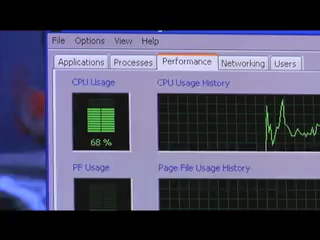 File Options View Help
Applications Processes Performance Networking Users
CPU Usage CPU Usage History
68 %
PF Usage Page File Usage History